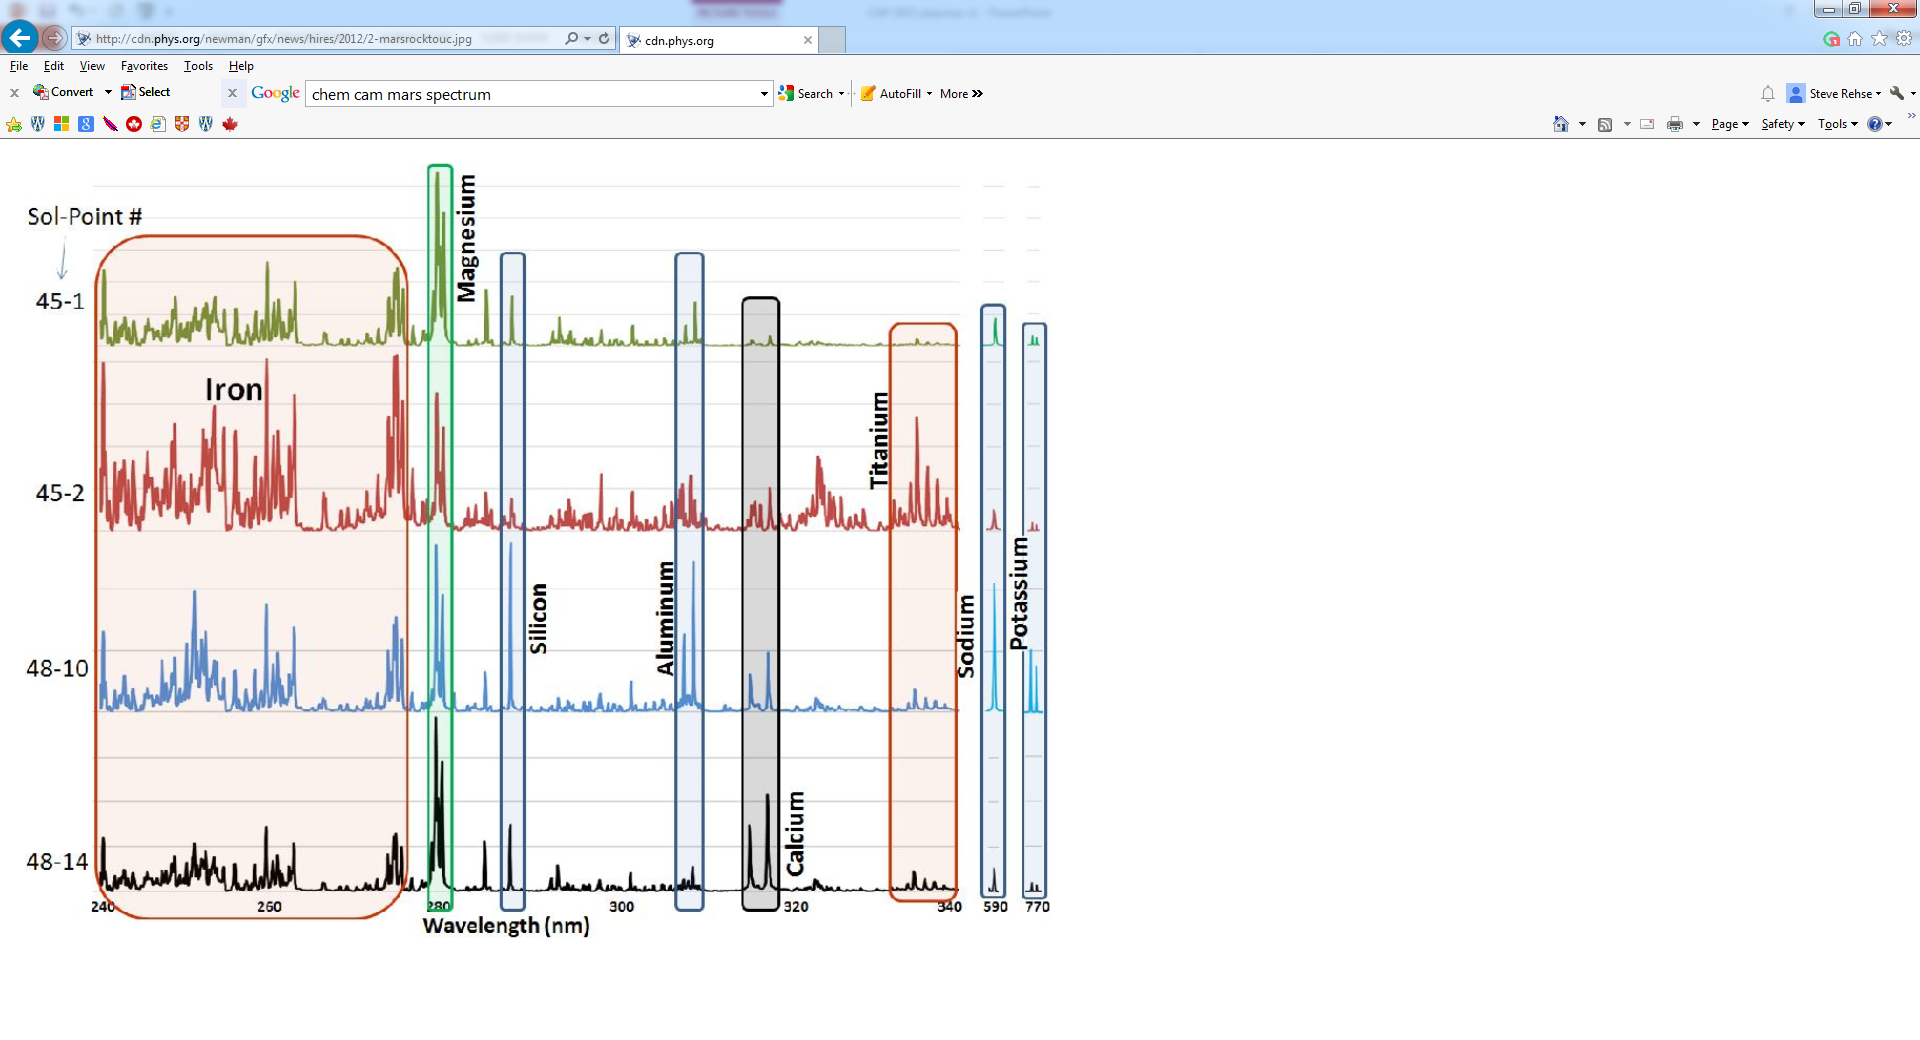 PICTURE TOOLS
http://cdn.phys.org/newman/gfx/news/hires/2012/2-marsrocktouc.jpg
cdn.phys.org
File Edit View Favorites Tools Help
Convert Select Google chem cam mars spectrum Search AutoFill More Steve Rehse
Page Safety Tools
Sol-Point #
Magnesium
45-1
Iron
Titanium
45-2
Potassium
Silicon
Aluminum
Sodium
48-10
Calcium
48-14
240 260 280 300 320 340 590 770
Wavelength (nm)